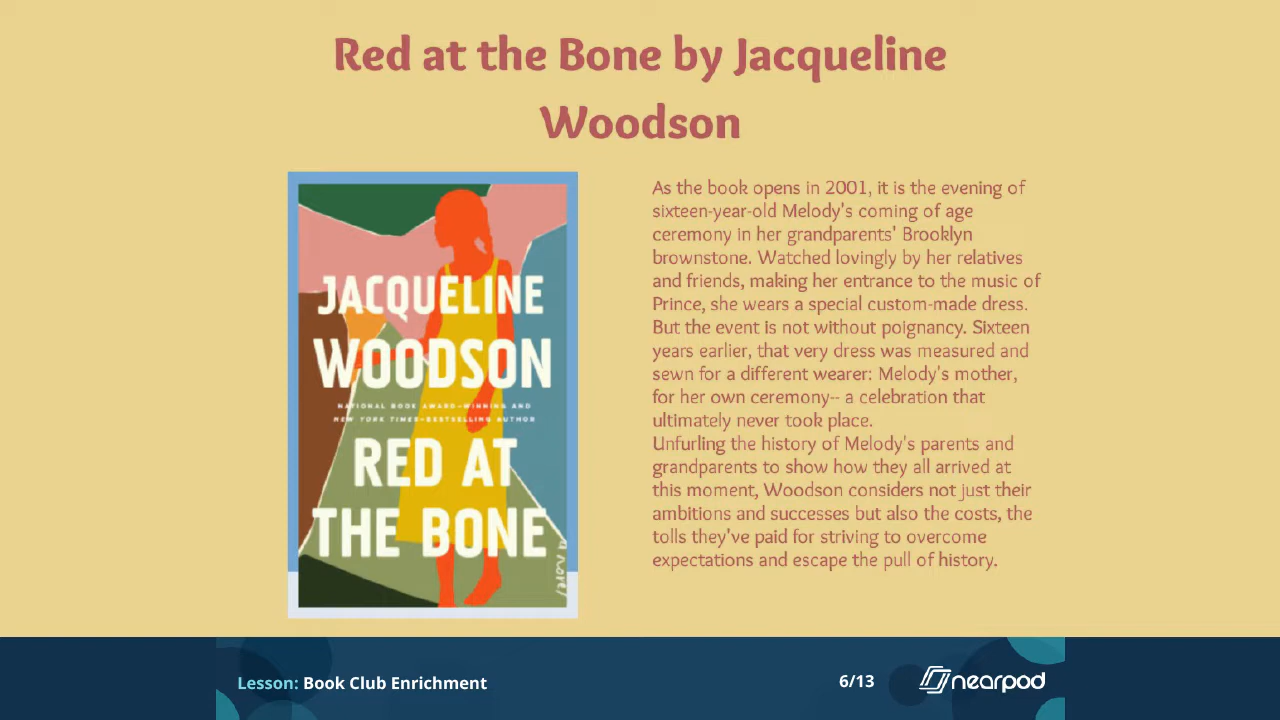 Red at the Bone by Jacqueline
Woodson
JACQUELINE
WOODSON
NATIONAL BOOK AWARD–WINNING AND
NEW YORK TIMES–BESTSELLING AUTHOR
RED AT
THE BONE
a novel
As the book opens in 2001, it is the evening of
sixteen-year-old Melody's coming of age
ceremony in her grandparents' Brooklyn
brownstone. Watched lovingly by her relatives
and friends, making her entrance to the music of
Prince, she wears a special custom-made dress.
But the event is not without poignancy. Sixteen
years earlier, that very dress was measured and
sewn for a different wearer: Melody's mother,
for her own ceremony-- a celebration that
ultimately never took place.
Unfurling the history of Melody's parents and
grandparents to show how they all arrived at
this moment, Woodson considers not just their
ambitions and successes but also the costs, the
tolls they've paid for striving to overcome
expectations and escape the pull of history.
Lesson: Book Club Enrichment
6/13
nearpod